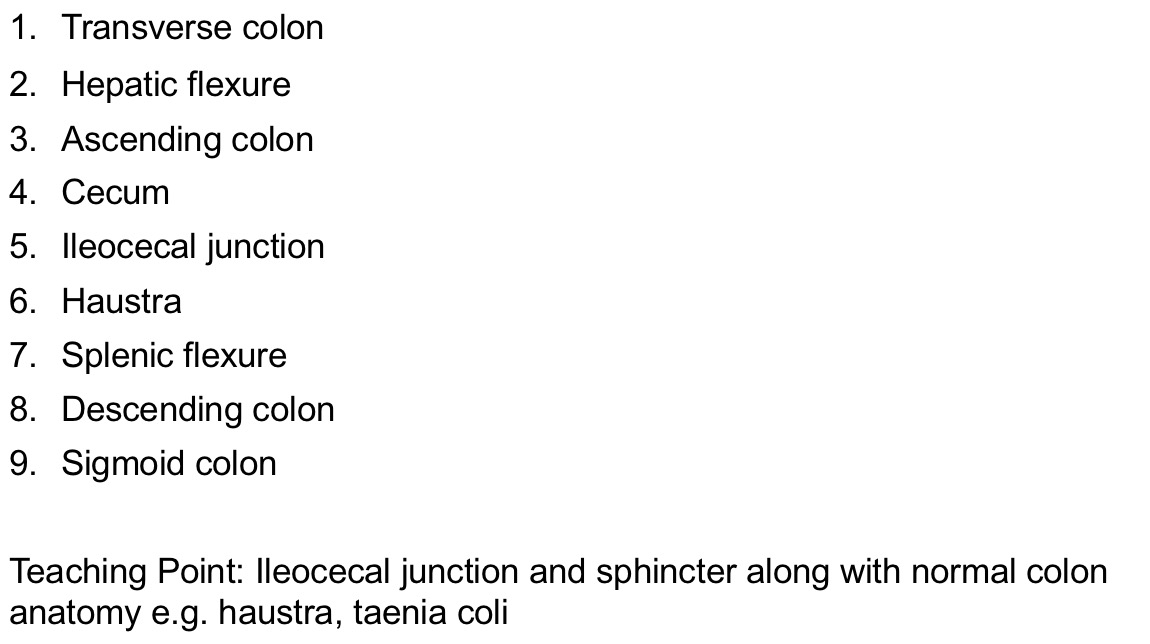 1. Transverse colon
2. Hepatic flexure
3. Ascending colon
4. Cecum
5. Ileocecal junction
6. Haustra
7. Splenic flexure
8. Descending colon
9. Sigmoid colon
Teaching Point: Ileocecal junction and sphincter along with normal colon
anatomy e.g. haustra, taenia coli